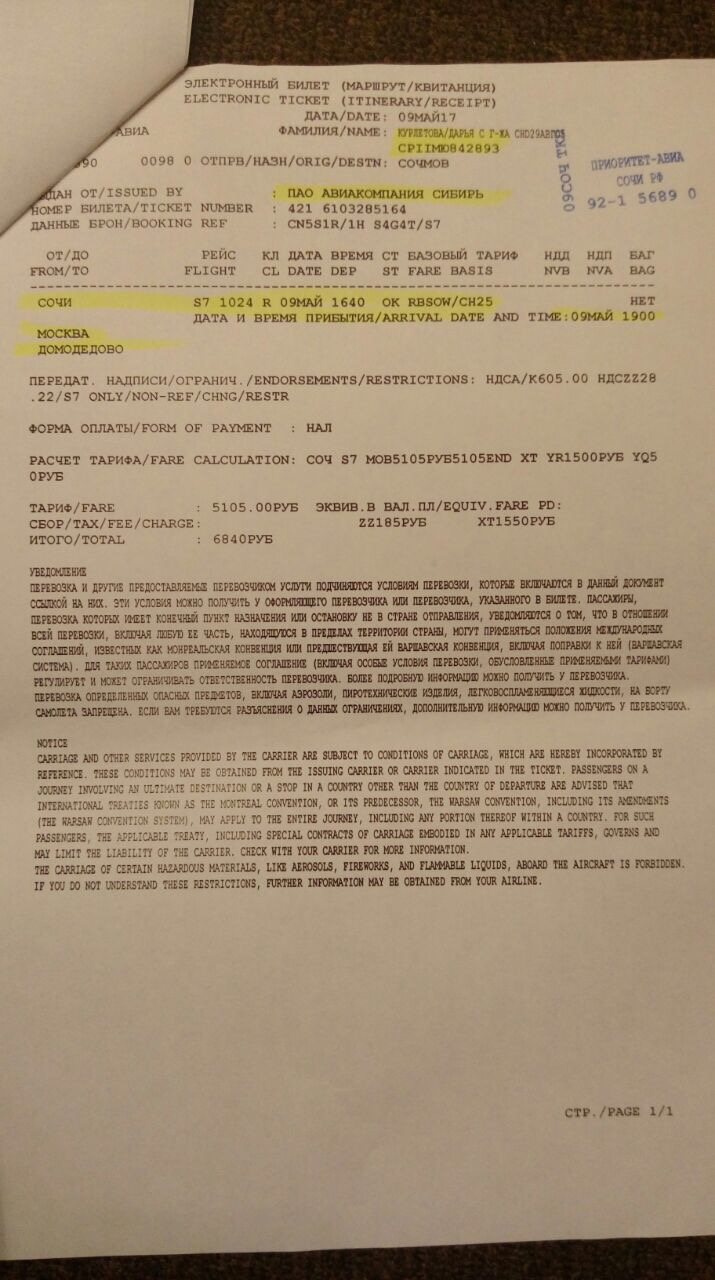 ЭЛЕКТРОННЫЙ БИЛЕТ (МАРШРУТ/КВИТАНЦИЯ)
ELECTRONIC TICKET (ITINERARY/RECEIPT)
ДАТА/DATE: 09МАЙ17
-АВИА ФАМИЛИЯ/NAME: КУРЛЕТОВА/ДАРЬЯ С Г-ЖА CHD29АВГ05
СРIIМЮ842893
90 0098 0 ОТПРВ/НАЗН/ORIG/DESTN: СОЧМОВ
ПРИОРИТЕТ-АВИА
СОЧИ РФ
92-1 5689 0
09СОЧ ТКП
ВЫДАН ОТ/ISSUED BY : ПАО АВИАКОМПАНИЯ СИБИРЬ
НОМЕР БИЛЕТА/TICKET NUMBER : 421 6103285164
ДАННЫЕ БРОН/BOOKING REF : CN5S1R/1H S4G4T/S7
ОТ/ДО РЕЙС КЛ ДАТА ВРЕМЯ СТ БАЗОВЫЙ ТАРИФ НДД НДП БАГ
FROM/TO FLIGHT CL DATE DEP ST FARE BASIS NVB NVA BAG
СОЧИ S7 1024 R 09МАЙ 1640 OK RBSOW/CH25 НЕТ
ДАТА И ВРЕМЯ ПРИБЫТИЯ/ARRIVAL DATE AND TIME:09МАЙ 1900
МОСКВА
ДОМОДЕДОВО
ПЕРЕДАТ. НАДПИСИ/ОГРАНИЧ./ENDORSEMENTS/RESTRICTIONS: НДСА/К605.00 НДСZZ28
.22/S7 ONLY/NON-REF/CHNG/RESTR
ФОРМА ОПЛАТЫ/FORM OF PAYMENT : НАЛ
РАСЧЕТ ТАРИФА/FARE CALCULATION: СОЧ S7 МОВ5105РУБ5105END XT YR1500РУБ YQ5
0РУБ
ТАРИФ/FARE : 5105.00РУБ ЭКВИВ.В ВАЛ.ПЛ/EQUIV.FARE PD:
СБОР/TAX/FEE/CHARGE: ZZ185РУБ XT1550РУБ
ИТОГО/TOTAL : 6840РУБ
УВЕДОМЛЕНИЕ
ПЕРЕВОЗКА И ДРУГИЕ ПРЕДОСТАВЛЯЕМЫЕ ПЕРЕВОЗЧИКОМ УСЛУГИ ПОДЧИНЯЮТСЯ УСЛОВИЯМ ПЕРЕВОЗКИ, КОТОРЫЕ ВКЛЮЧАЮТСЯ В ДАННЫЙ ДОКУМЕНТ
ССЫЛКОЙ НА НИХ. ЭТИ УСЛОВИЯ МОЖНО ПОЛУЧИТЬ У ОФОРМЛЯЮЩЕГО ПЕРЕВОЗЧИКА ИЛИ ПЕРЕВОЗЧИКА, УКАЗАННОГО В БИЛЕТЕ. ПАССАЖИРЫ,
ПЕРЕВОЗКА КОТОРЫХ ИМЕЕТ КОНЕЧНЫЙ ПУНКТ НАЗНАЧЕНИЯ ИЛИ ОСТАНОВКУ НЕ В СТРАНЕ ОТПРАВЛЕНИЯ, УВЕДОМЛЯЮТСЯ О ТОМ, ЧТО В ОТНОШЕНИИ
ВСЕЙ ПЕРЕВОЗКИ, ВКЛЮЧАЯ ЛЮБУЮ ЕЕ ЧАСТЬ, НАХОДЯЩУЮСЯ В ПРЕДЕЛАХ ТЕРРИТОРИИ СТРАНЫ, МОГУТ ПРИМЕНЯТЬСЯ ПОЛОЖЕНИЯ МЕЖДУНАРОДНЫХ
СОГЛАШЕНИЙ, ИЗВЕСТНЫХ КАК МОНРЕАЛЬСКАЯ КОНВЕНЦИЯ ИЛИ ПРЕДШЕСТВУЮЩАЯ ЕЙ ВАРШАВСКАЯ КОНВЕНЦИЯ, ВКЛЮЧАЯ ПОПРАВКИ К НЕЙ (ВАРШАВСКАЯ
СИСТЕМА). ДЛЯ ТАКИХ ПАССАЖИРОВ ПРИМЕНЯЕМОЕ СОГЛАШЕНИЕ (ВКЛЮЧАЯ ОСОБЫЕ УСЛОВИЯ ПЕРЕВОЗКИ, ОБУСЛОВЛЕННЫЕ ПРИМЕНЯЕМЫМИ ТАРИФАМИ)
РЕГУЛИРУЕТ И МОЖЕТ ОГРАНИЧИВАТЬ ОТВЕТСТВЕННОСТЬ ПЕРЕВОЗЧИКА. БОЛЕЕ ПОДРОБНУЮ ИНФОРМАЦИЮ МОЖНО ПОЛУЧИТЬ У ПЕРЕВОЗЧИКА.
ПЕРЕВОЗКА ОПРЕДЕЛЕННЫХ ОПАСНЫХ ПРЕДМЕТОВ, ВКЛЮЧАЯ АЭРОЗОЛИ, ПИРОТЕХНИЧЕСКИЕ ИЗДЕЛИЯ, ЛЕГКОВОСПЛАМЕНЯЮЩИЕСЯ ЖИДКОСТИ, НА БОРТУ
САМОЛЕТА ЗАПРЕЩЕНА. ЕСЛИ ВАМ ТРЕБУЮТСЯ РАЗЪЯСНЕНИЯ О ДАННЫХ ОГРАНИЧЕНИЯХ, ДОПОЛНИТЕЛЬНУЮ ИНФОРМАЦИЮ МОЖНО ПОЛУЧИТЬ У ПЕРЕВОЗЧИКА.
NOTICE
CARRIAGE AND OTHER SERVICES PROVIDED BY THE CARRIER ARE SUBJECT TO CONDITIONS OF CARRIAGE, WHICH ARE HEREBY INCORPORATED BY
REFERENCE. THESE CONDITIONS MAY BE OBTAINED FROM THE ISSUING CARRIER OR CARRIER INDICATED IN THE TICKET. PASSENGERS ON A
JOURNEY INVOLVING AN ULTIMATE DESTINATION OR A STOP IN A COUNTRY OTHER THAN THE COUNTRY OF DEPARTURE ARE ADVISED THAT
INTERNATIONAL TREATIES KNOWN AS THE MONTREAL CONVENTION, OR ITS PREDECESSOR, THE WARSAW CONVENTION, INCLUDING ITS AMENDMENTS
(THE WARSAW CONVENTION SYSTEM), MAY APPLY TO THE ENTIRE JOURNEY, INCLUDING ANY PORTION THEREOF WITHIN A COUNTRY. FOR SUCH
PASSENGERS, THE APPLICABLE TREATY, INCLUDING SPECIAL CONTRACTS OF CARRIAGE EMBODIED IN ANY APPLICABLE TARIFFS, GOVERNS AND
MAY LIMIT THE LIABILITY OF THE CARRIER. CHECK WITH YOUR CARRIER FOR MORE INFORMATION.
THE CARRIAGE OF CERTAIN HAZARDOUS MATERIALS, LIKE AEROSOLS, FIREWORKS, AND FLAMMABLE LIQUIDS, ABOARD THE AIRCRAFT IS FORBIDDEN.
IF YOU DO NOT UNDERSTAND THESE RESTRICTIONS, FURTHER INFORMATION MAY BE OBTAINED FROM YOUR AIRLINE.
СТР./PAGE 1/1